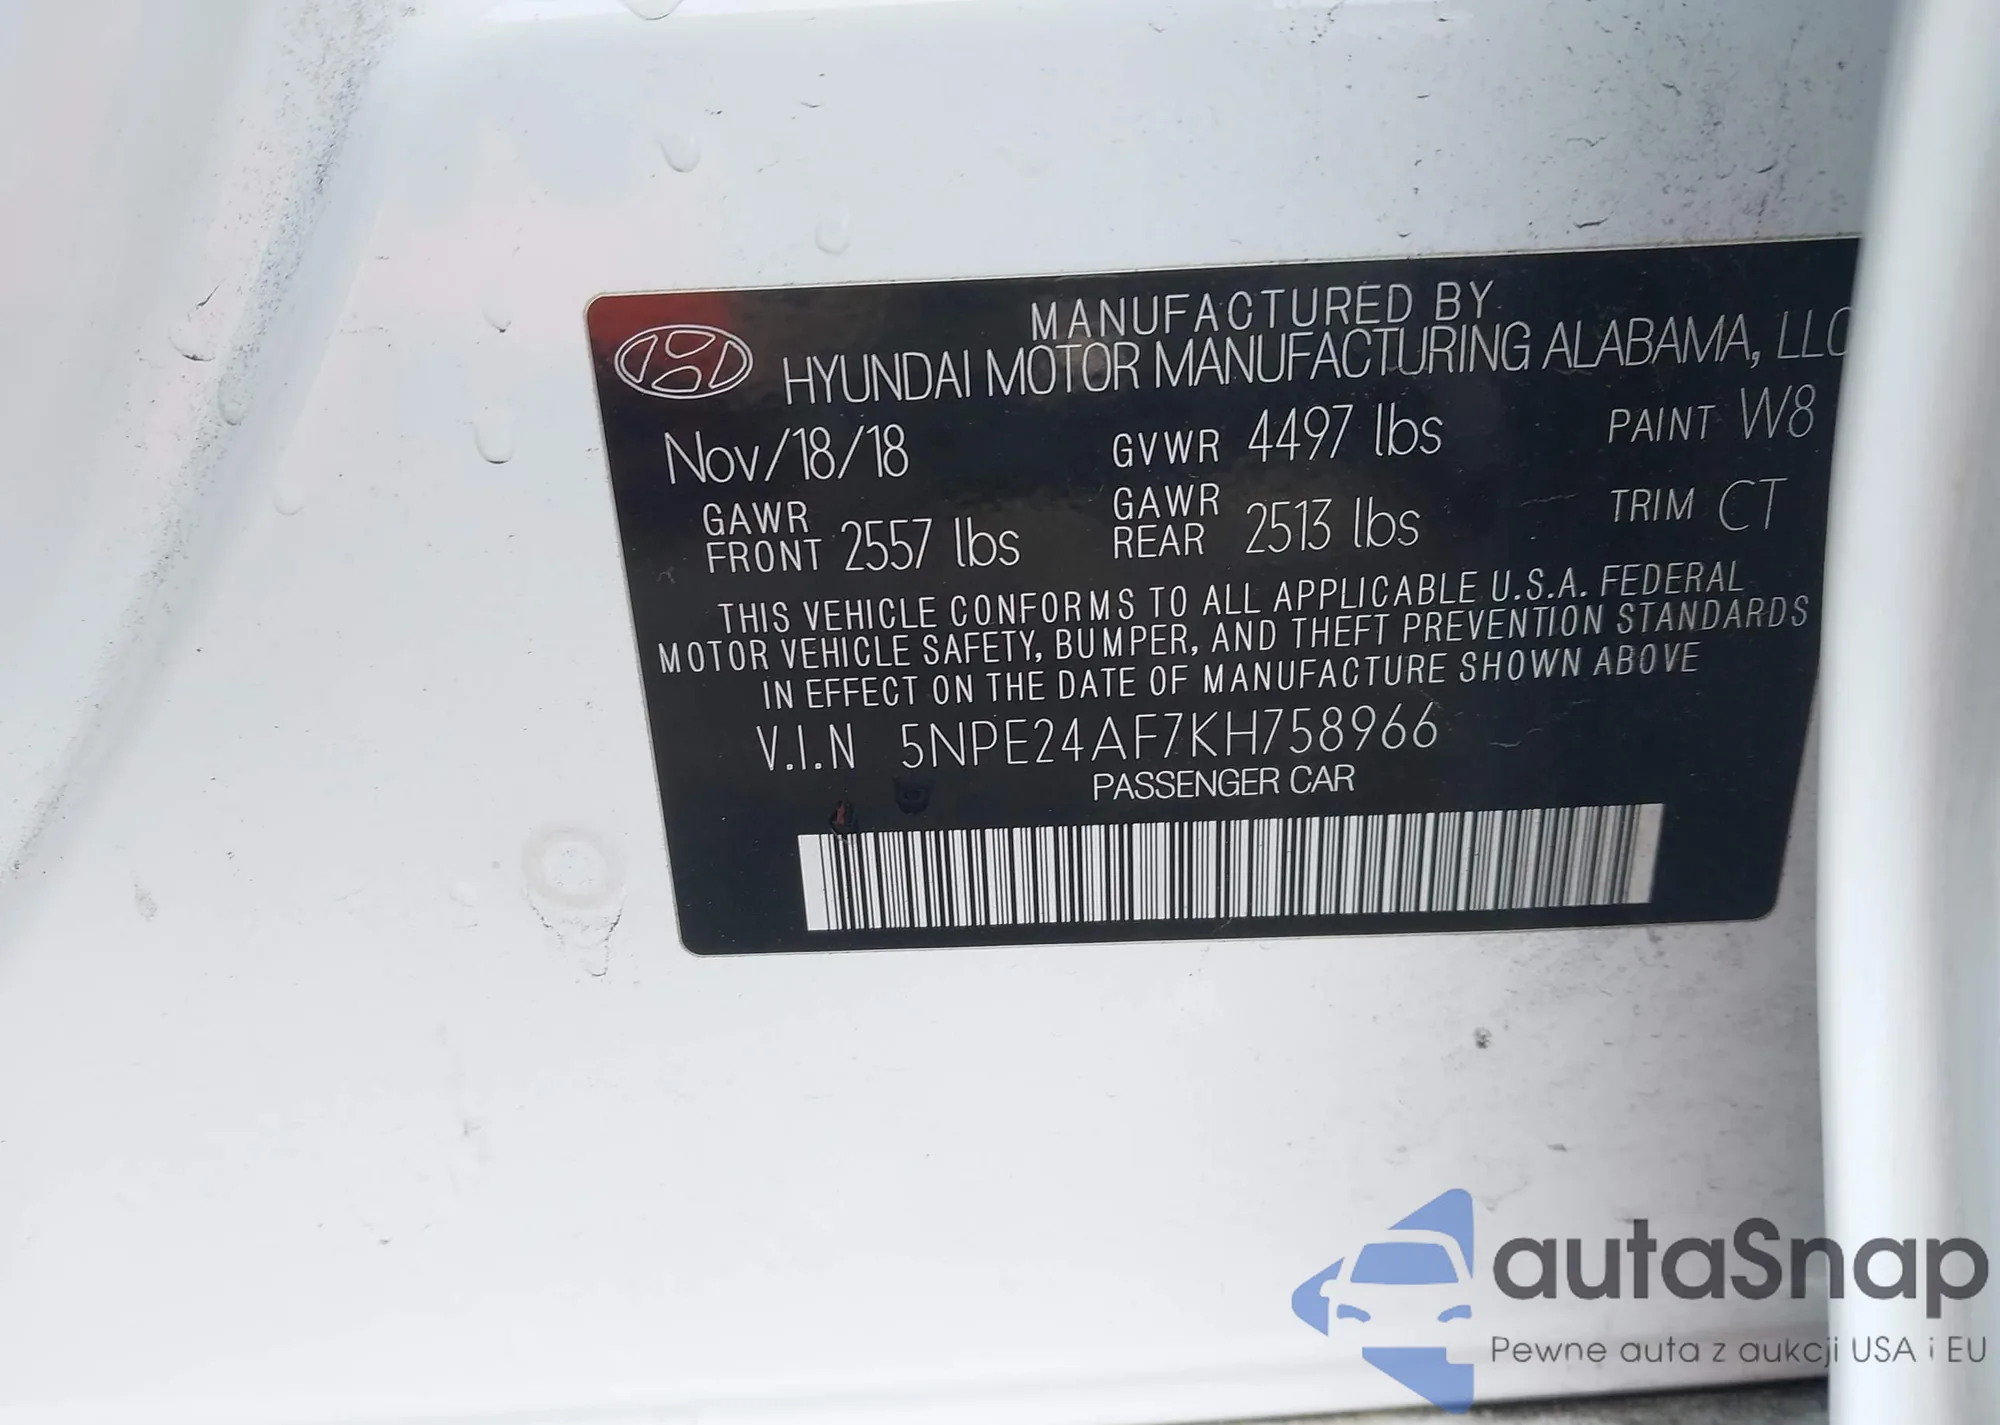 MANUFACTURED BY
HYUNDAI MOTOR MANUFACTURING ALABAMA, LLC
Nov/18/18 GVWR 4497 lbs PAINT W8
GAWR FRONT 2557 lbs GAWR REAR 2513 lbs TRIM CT
THIS VEHICLE CONFORMS TO ALL APPLICABLE U.S.A. FEDERAL
MOTOR VEHICLE SAFETY, BUMPER, AND THEFT PREVENTION STANDARDS
IN EFFECT ON THE DATE OF MANUFACTURE SHOWN ABOVE
V.I.N 5NPE24AF7KH758966
PASSENGER CAR
autaSnap
Pewne auta z aukcji USA i EU